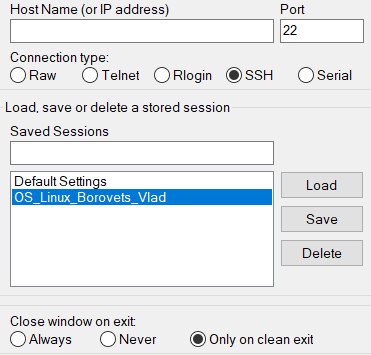 Host Name (or IP address) Port
22
Connection type:
Raw Telnet Rlogin SSH Serial
Load, save or delete a stored session
Saved Sessions
Default Settings
OS_Linux_Borovets_Vlad
Load
Save
Delete
Close window on exit:
Always Never Only on clean exit